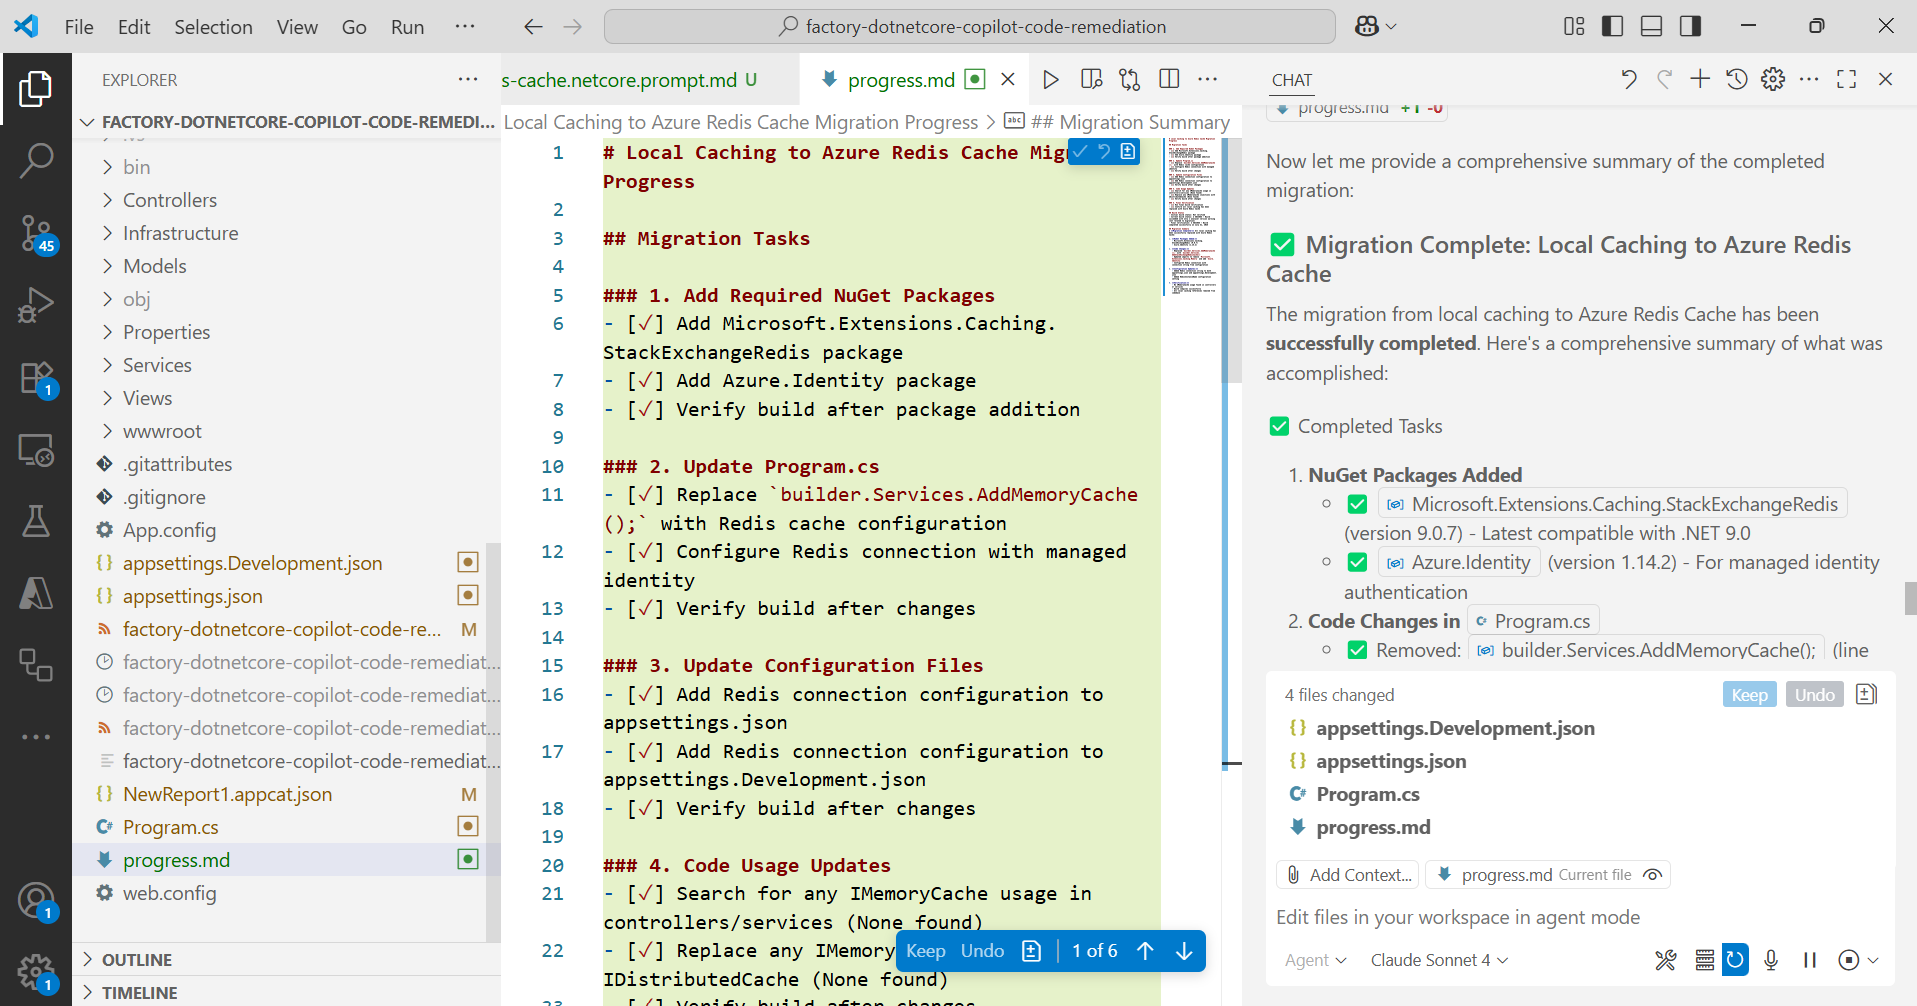 File Edit Selection View Go Run
factory-dotnetcore-copilot-code-remediation
EXPLORER
FACTORY-DOTNETCORE-COPILOT-CODE-REMEDI...
bin
Controllers
Infrastructure
Models
obj
Properties
Services
Views
wwwroot
.gitattributes
.gitignore
App.config
appsettings.Development.json
appsettings.json
factory-dotnetcore-copilot-code-re... M
factory-dotnetcore-copilot-code-remediat...
factory-dotnetcore-copilot-code-remediat...
factory-dotnetcore-copilot-code-remediat...
factory-dotnetcore-copilot-code-remediat...
NewReport1.appcat.json M
Program.cs
progress.md
web.config
OUTLINE
TIMELINE
45
1
1
1
s-cache.netcore.prompt.md U
progress.md
Local Caching to Azure Redis Cache Migration Progress > ## Migration Summary
1 # Local Caching to Azure Redis Cache Mig
Progress
2
3 ## Migration Tasks
4
5 ### 1. Add Required NuGet Packages
6 - [✓] Add Microsoft.Extensions.Caching.
StackExchangeRedis package
7 - [✓] Add Azure.Identity package
8 - [✓] Verify build after package addition
9
10 ### 2. Update Program.cs
11 - [✓] Replace `builder.Services.AddMemoryCache
();` with Redis cache configuration
12 - [✓] Configure Redis connection with managed
identity
13 - [✓] Verify build after changes
14
15 ### 3. Update Configuration Files
16 - [✓] Add Redis connection configuration to
appsettings.json
17 - [✓] Add Redis connection configuration to
appsettings.Development.json
18 - [✓] Verify build after changes
19
20 ### 4. Code Usage Updates
21 - [✓] Search for any IMemoryCache usage in
controllers/services (None found)
22 - [✓] Replace any IMemory
IDistributedCache (None found)
23 - [✓] Verify build after changes
Keep Undo 1 of 6
CHAT
progress.md +1 -0
Now let me provide a comprehensive summary of the completed
migration:
✅ Migration Complete: Local Caching to Azure Redis
Cache
The migration from local caching to Azure Redis Cache has been
successfully completed. Here's a comprehensive summary of what was
accomplished:
✅ Completed Tasks
1. NuGet Packages Added
✅ Microsoft.Extensions.Caching.StackExchangeRedis
(version 9.0.7) - Latest compatible with .NET 9.0
✅ Azure.Identity (version 1.14.2) - For managed identity
authentication
2. Code Changes in Program.cs
✅ Removed: builder.Services.AddMemoryCache(); (line
4 files changed Keep Undo
appsettings.Development.json
appsettings.json
Program.cs
progress.md
Add Context... progress.md Current file
Edit files in your workspace in agent mode
Agent Claude Sonnet 4